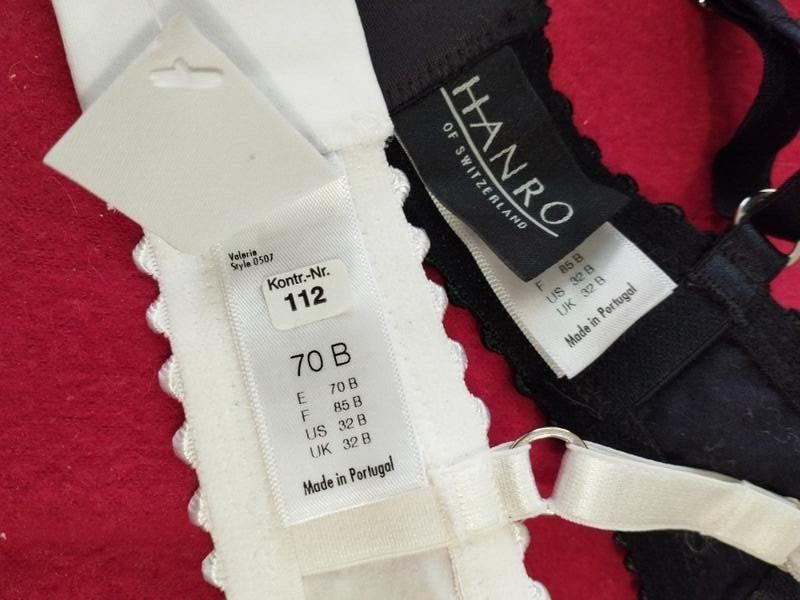 Valerie
Style 0507
Kontr.-Nr.
112
70 B
E 70 B
F 85 B
US 32 B
UK 32 B
Made in Portugal
HANRO
OF SWITZERLAND
F 85 B
US 32 B
UK 32 B
Made in Portugal